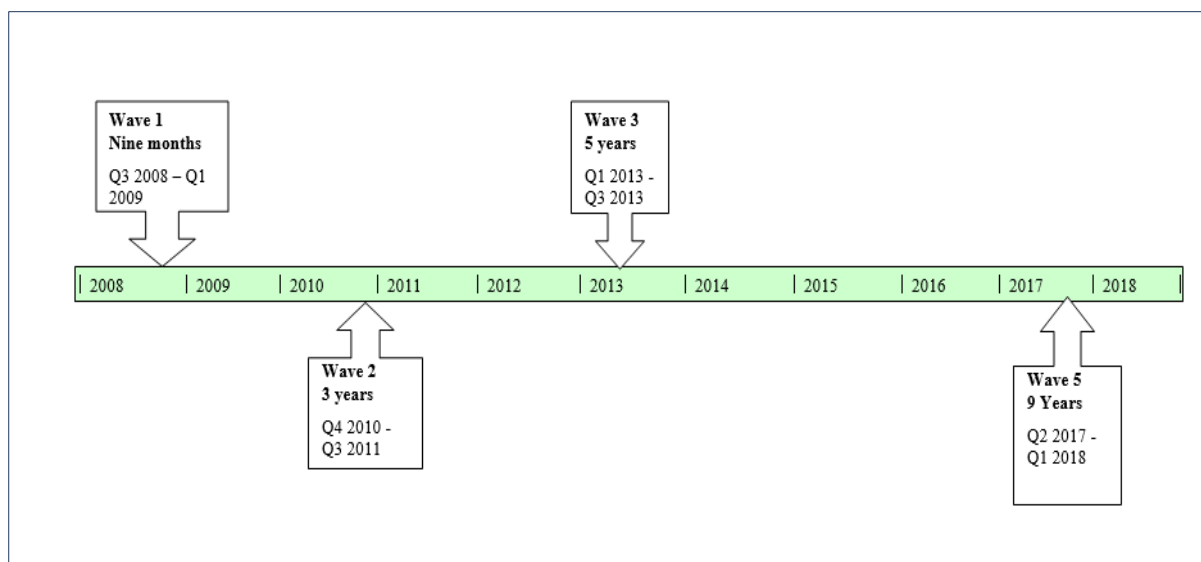 Wave 1
Nine months
Q3 2008 – Q1
2009
Wave 3
5 years
Q1 2013 -
Q3 2013
2008 2009 2010 2011 2012 2013 2014 2015 2016 2017 2018
Wave 2
3 years
Q4 2010 -
Q3 2011
Wave 5
9 Years
Q2 2017 -
Q1 2018